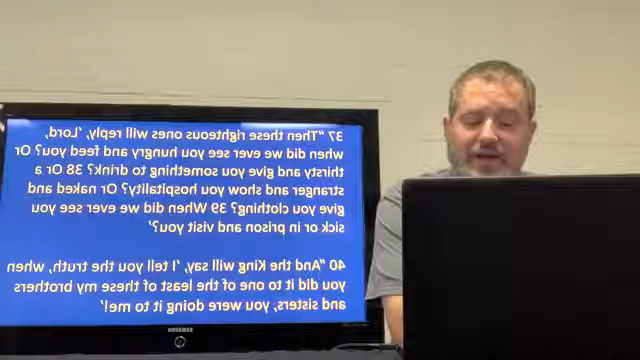 37 “Then these righteous ones will reply, ‘Lord,
when did we ever see you hungry and feed you? Or
thirsty and give you something to drink? 38 Or a
stranger and show you hospitality? Or naked and
give you clothing? 39 When did we ever see you
sick or in prison and visit you?’
40 “And the King will say, ‘I tell you the truth, when
you did it to one of the least of these my brothers
and sisters, you were doing it to me!’
SAMSUNG